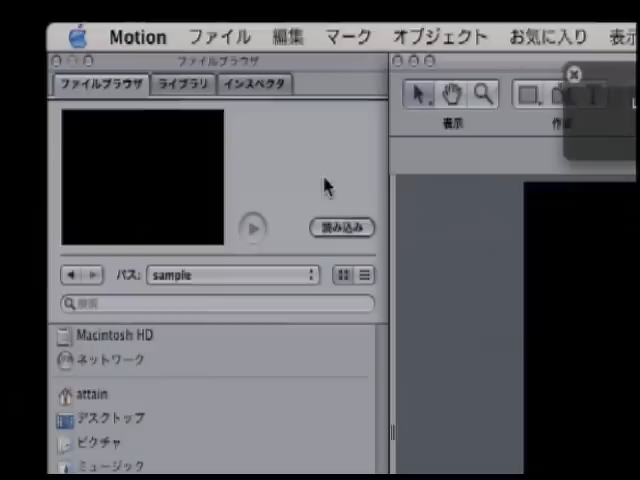 Motion ファイル 編集 マーク オブジェクト お気に入り 表示
ファイルブラウザ
ファイルブラウザ ライブラリ インスペクタ
表示
読み込み
パス: sample
検索
Macintosh HD
ネットワーク
attain
デスクトップ
ピクチャ
ミュージック